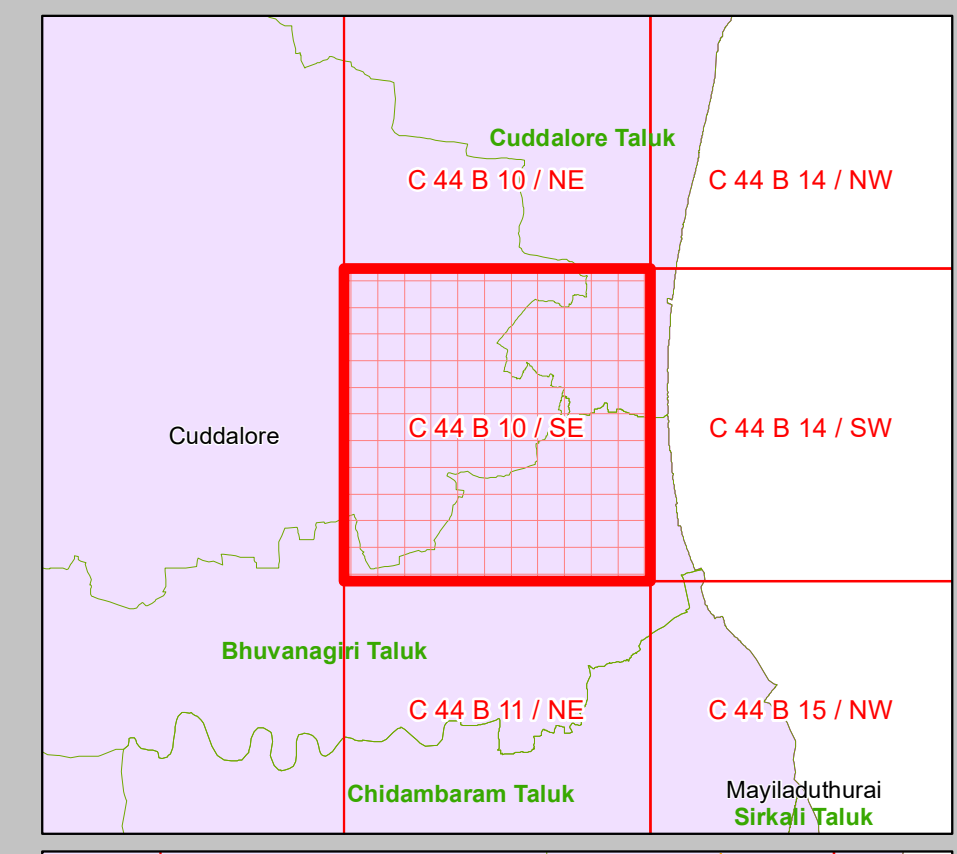 Cuddalore Taluk
C 44 B 10 / NE
C 44 B 14 / NW
Cuddalore
C 44 B 10 / SE
C 44 B 14 / SW
Bhuvanagiri Taluk
C 44 B 11 / NE
C 44 B 15 / NW
Chidambaram Taluk
Mayiladuthurai
Sirkali Taluk